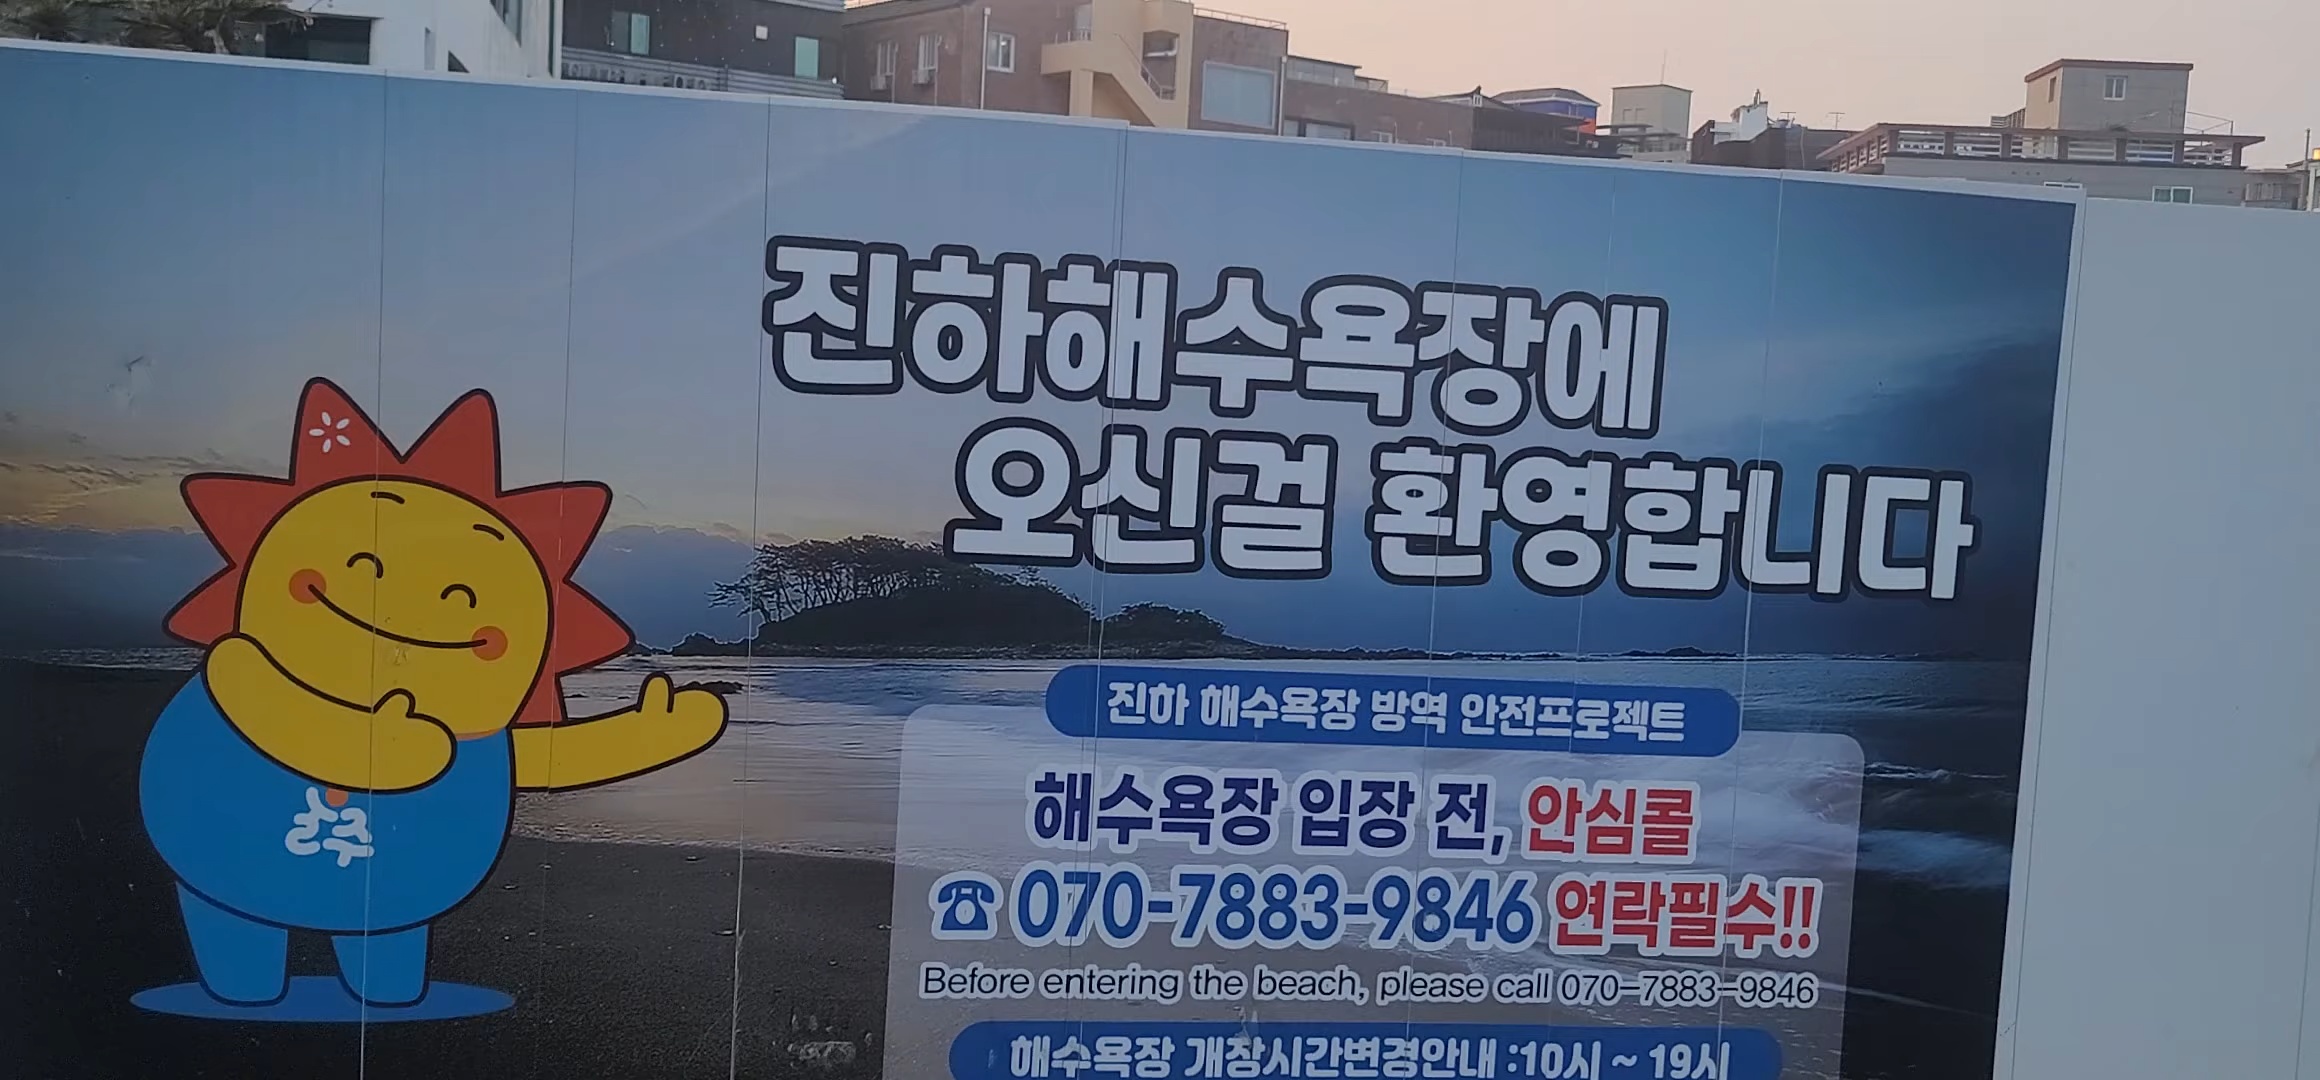 진하해수욕장에
오신걸 환영합니다
진하 해수욕장 방역 안전프로젝트
해수욕장 입장 전, 안심콜
☎070-7883-9846 연락필수!!
Before entering the beach, please call 070-7883-9846
해수욕장 개장시간변경안내 :10시 ~ 19시